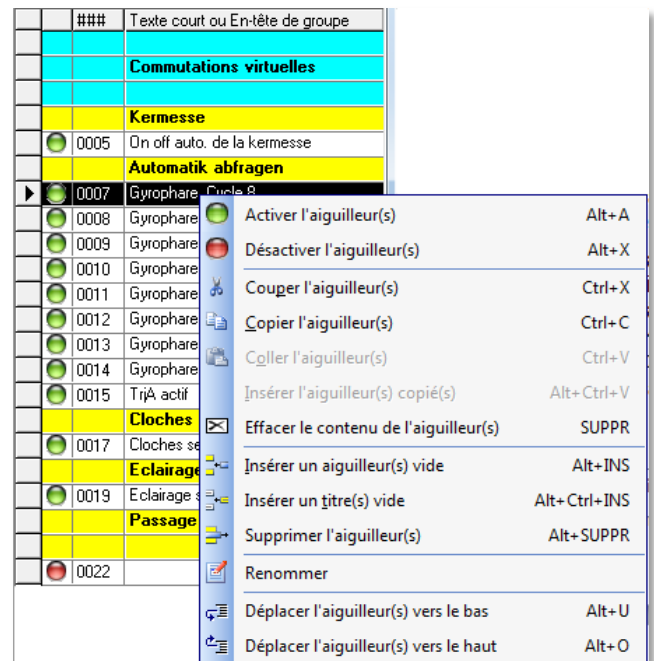 ### Texte court ou En-tête de groupe
Commutations virtuelles
Kermesse
0005 On off auto. de la kermesse
Automatik abfragen
0007 Gyrophare, Cycle 8
0008 Gyrophare
0009 Gyrophare
0010 Gyrophare
0011 Gyrophare
0012 Gyrophare
0013 Gyrophare
0014 Gyrophare
0015 TrjA actif
Cloches
0017 Cloches se
Eclairage
0019 Eclairage s
Passage
0022
Activer l'aiguilleur(s) Alt+A
Désactiver l'aiguilleur(s) Alt+X
Couper l'aiguilleur(s) Ctrl+X
Copier l'aiguilleur(s) Ctrl+C
Coller l'aiguilleur(s) Ctrl+V
Insérer l'aiguilleur(s) copié(s) Alt+Ctrl+V
Effacer le contenu de l'aiguilleur(s) SUPPR
Insérer un aiguilleur(s) vide Alt+INS
Insérer un titre(s) vide Alt+Ctrl+INS
Supprimer l'aiguilleur(s) Alt+SUPPR
Renommer
Déplacer l'aiguilleur(s) vers le bas Alt+U
Déplacer l'aiguilleur(s) vers le haut Alt+O